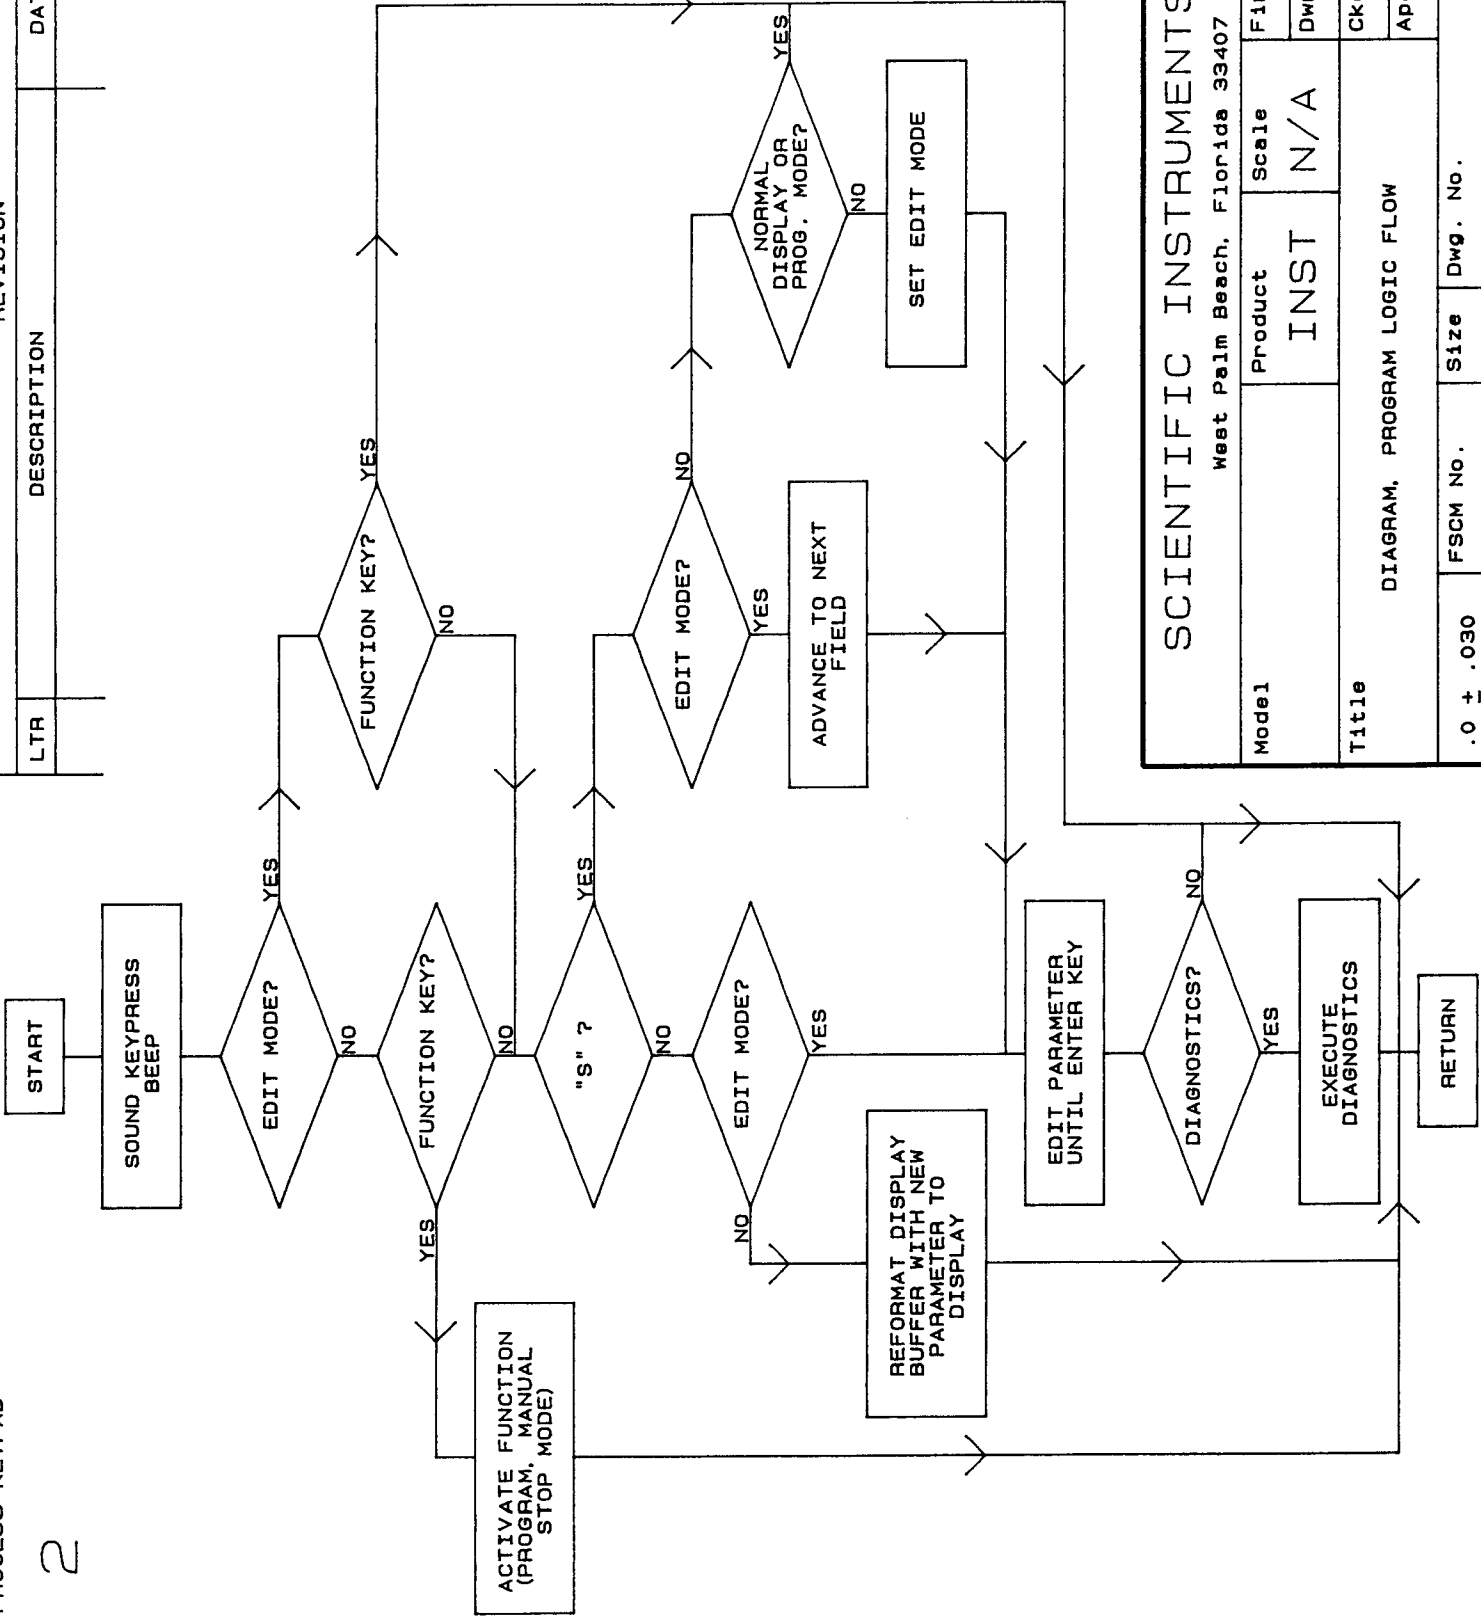 2
REVISION
LTR
DESCRIPTION
START
SOUND KEYPRESS
BEEP
EDIT MODE?
YES
NO
FUNCTION KEY?
YES
NO
FUNCTION KEY?
YES
NO
ACTIVATE FUNCTION
(PROGRAM, MANUAL
STOP MODE)
"S" ?
YES
NO
EDIT MODE?
NO
YES
NORMAL
DISPLAY OR
PROG. MODE?
YES
NO
EDIT MODE?
NO
YES
ADVANCE TO NEXT
FIELD
SET EDIT MODE
REFORMAT DISPLAY
BUFFER WITH NEW
PARAMETER TO
DISPLAY
EDIT PARAMETER
UNTIL ENTER KEY
DIAGNOSTICS?
NO
YES
EXECUTE
DIAGNOSTICS
RETURN
SCIENTIFIC INSTRUMENTS
West Palm Beach, Florida 33407
Model
Product
INST
Scale
N/A
Title
DIAGRAM, PROGRAM LOGIC FLOW
.0 ± .030
FSCM No.
Size
Dwg. No.